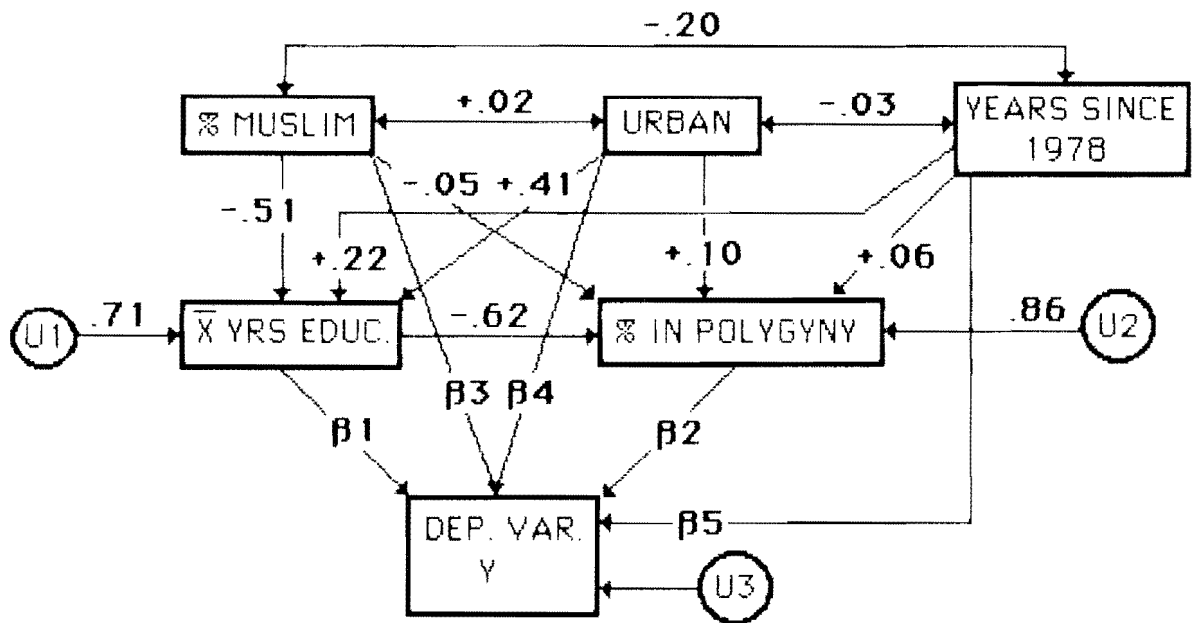 -.20
% MUSLIM
+.02
URBAN
-.03
YEARS SINCE
1978
-.51
-.05
+.41
+.22
+.10
+.06
U1
.71
X̅ YRS EDUC.
-.62
% IN POLYGYNY
.86
U2
β1
β3
β4
β2
DEP. VAR.
Y
β5
U3